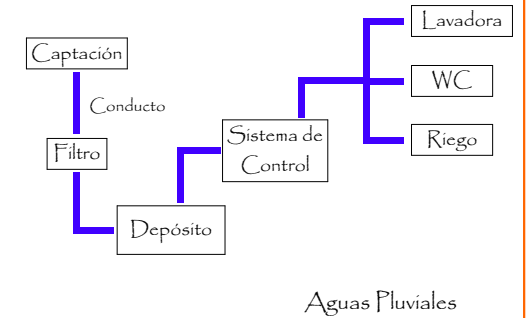 Captación
Conducto
Filtro
Depósito
Sistema de
Control
Lavadora
WC
Riego
Aguas Pluviales